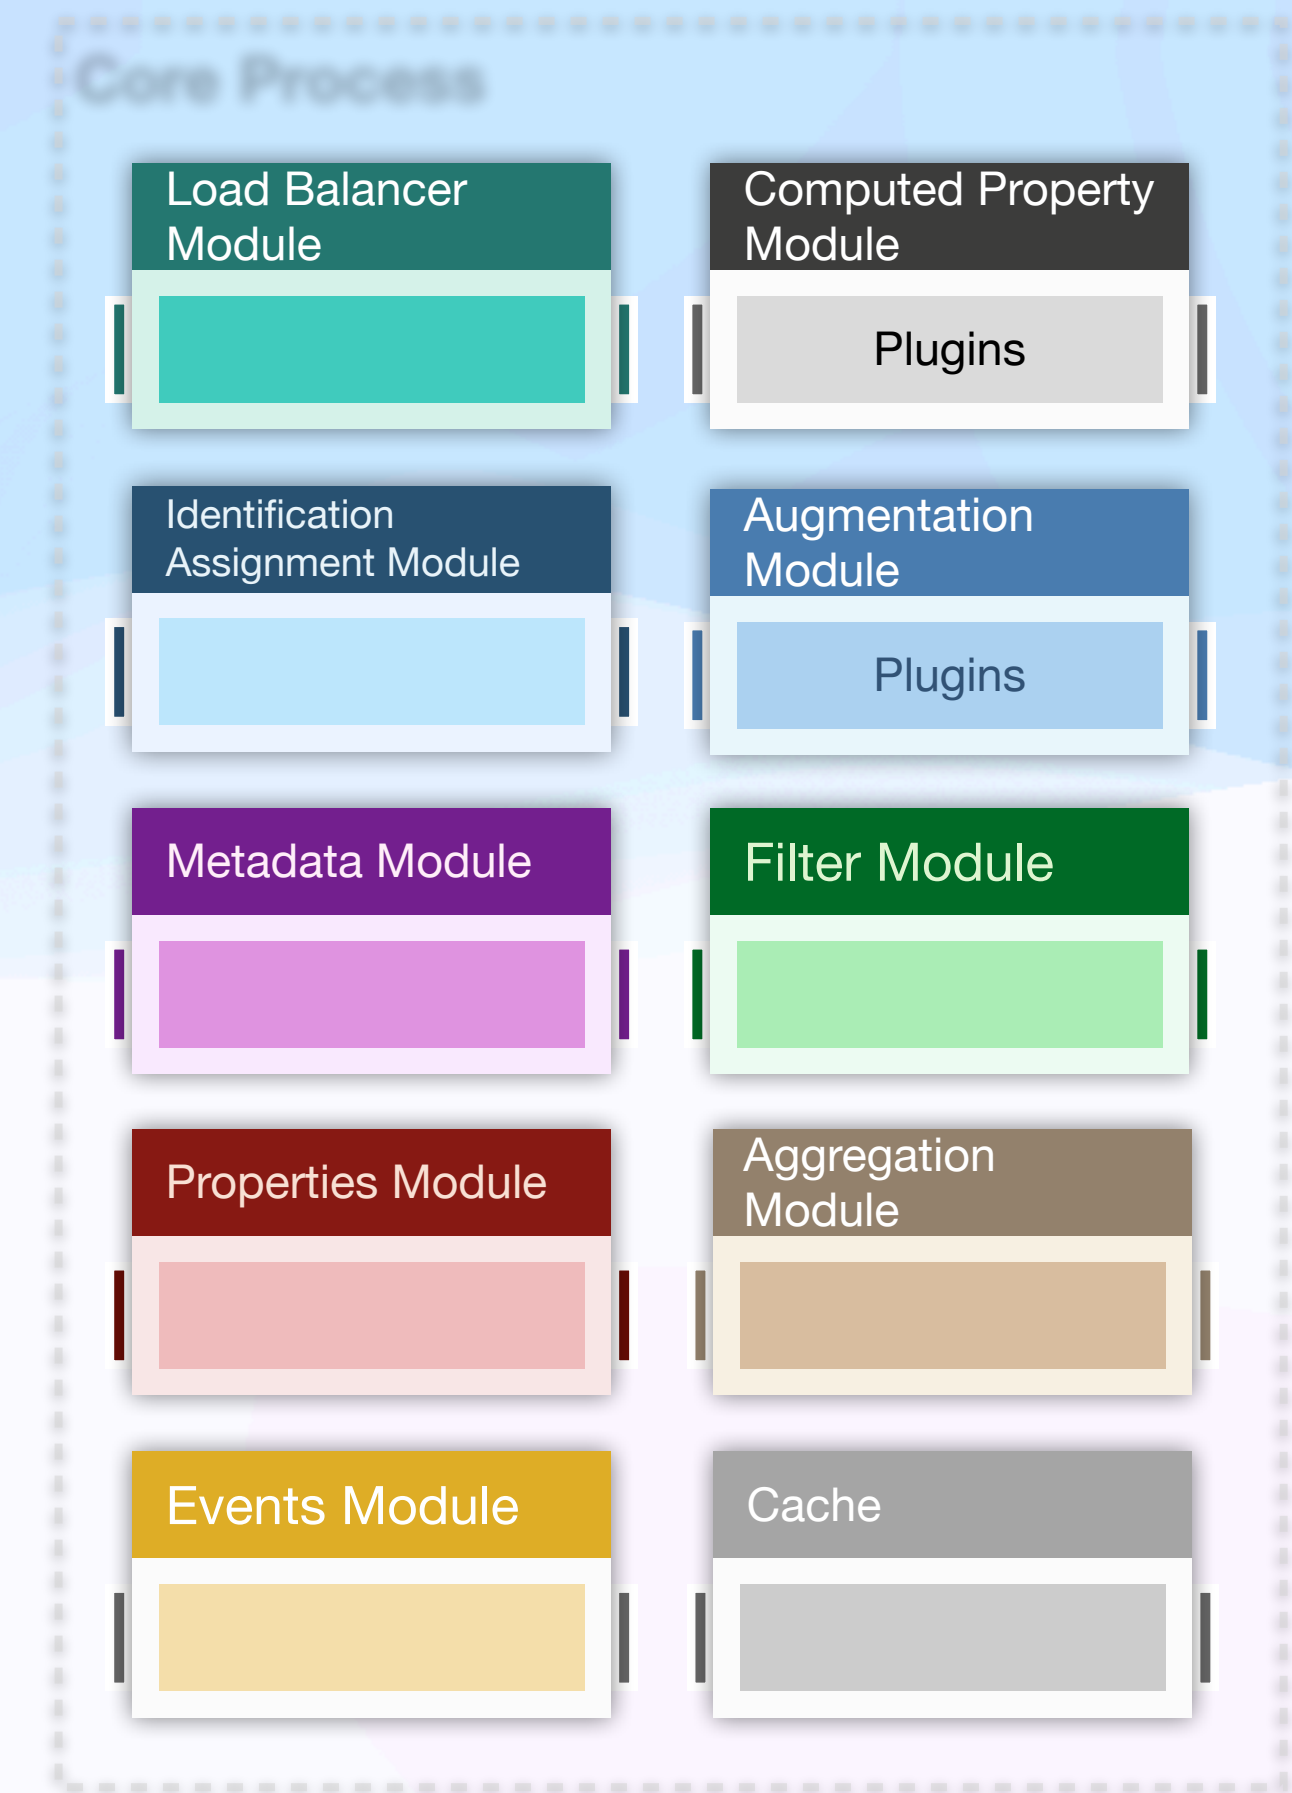 Core Process
Load Balancer
Module
Computed Property
Module
Plugins
Identification
Assignment Module
Augmentation
Module
Plugins
Metadata Module
Filter Module
Properties Module
Aggregation
Module
Events Module
Cache